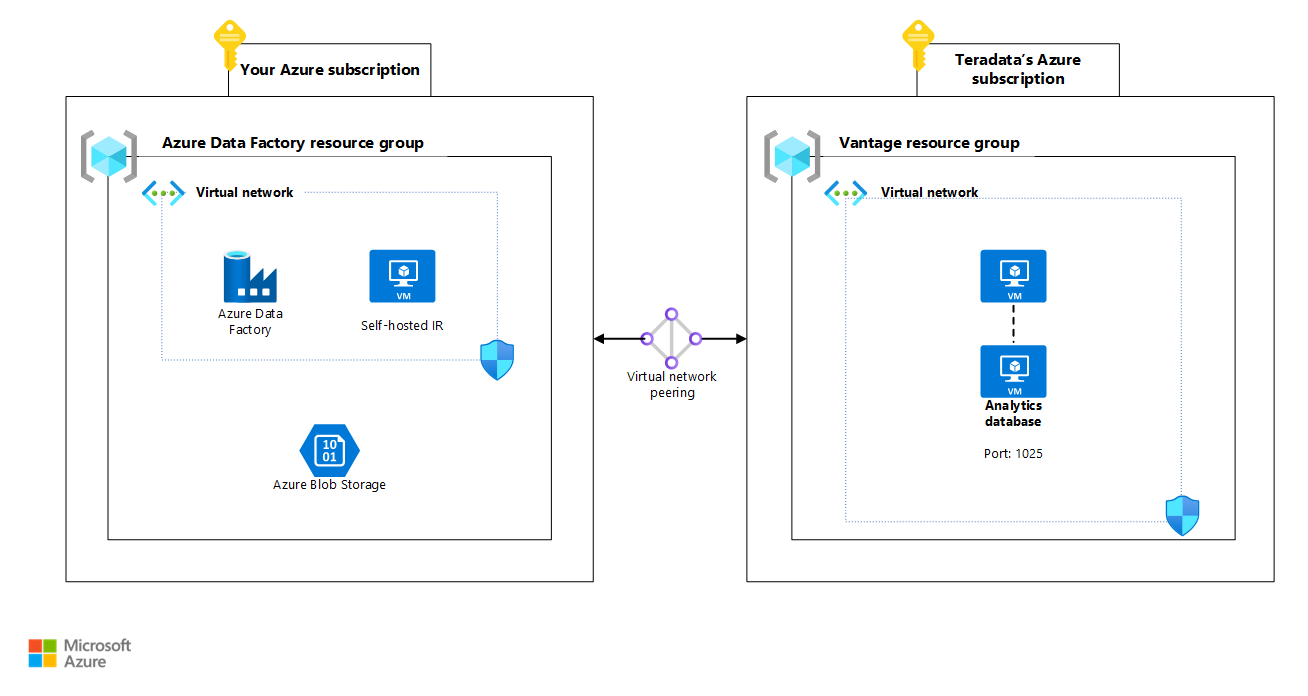 Your Azure subscription
Teradata's Azure
subscription
Azure Data Factory resource group
Virtual network
Azure Data
Factory
VM
Self-hosted IR
10
01
Azure Blob Storage
Virtual network
peering
Vantage resource group
Virtual network
VM
VM
Analytics
database
Port: 1025
Microsoft
Azure